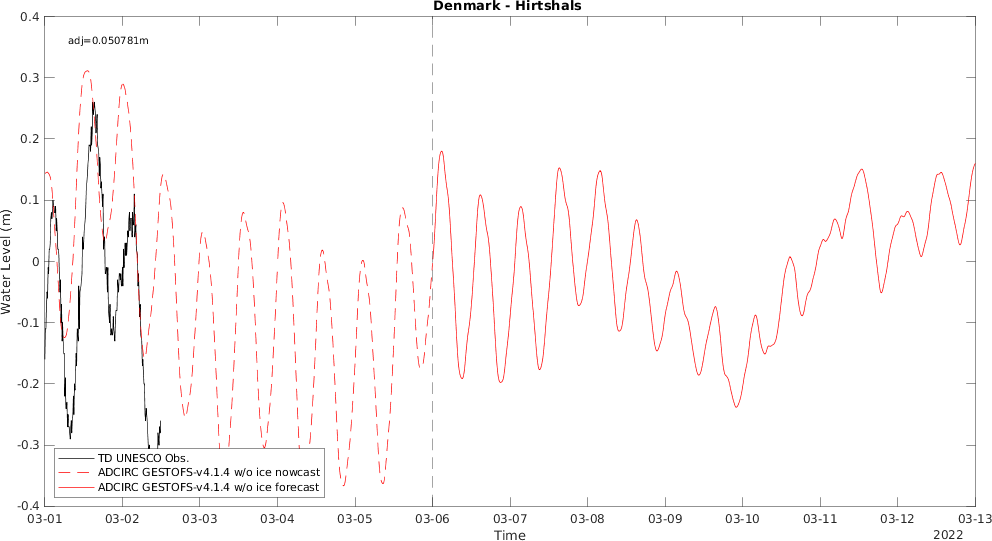 Denmark - Hirtshals
adj=0.050781m
0.4
0.3
0.2
0.1
0
-0.1
-0.2
-0.3
-0.4
Water Level (m)
TD UNESCO Obs.
ADCIRC GESTOFS-v4.1.4 w/o ice nowcast
ADCIRC GESTOFS-v4.1.4 w/o ice forecast
03-01 03-02 03-03 03-04 03-05 03-06 03-07 03-08 03-09 03-10 03-11 03-12 03-13
Time
2022